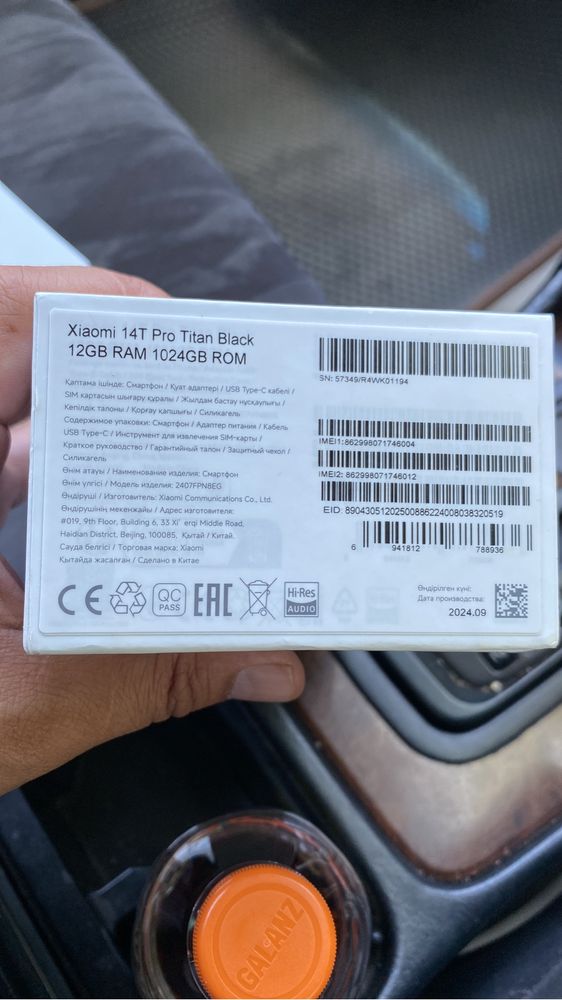 Xiaomi 14T Pro Titan Black
12GB RAM 1024GB ROM
Қаптама ішінде: Смартфон / Қуат адаптері / USB Type-C кабелі /
SIM картасын шығару құралы / Жылдам бастау нұсқаулығы /
Кепілдік талоны / Қорғау қапшығы / Силикагель
Содержимое упаковки: Смартфон / Адаптер питания / Кабель
USB Type-C / Инструмент для извлечения SIM-карты /
Краткое руководство / Гарантийный талон / Защитный чехол /
Силикагель
Өнім атауы / Наименование изделия: Смартфон
Өнім үлгісі / Модель изделия: 2407FPN8EG
Өндіруші / Изготовитель: Xiaomi Communications Co., Ltd.
Өндірушінің мекенжайы / Адрес изготовителя:
#019, 9th Floor, Building 6, 33 Xi' erqi Middle Road,
Haidian District, Beijing, 100085, Қытай / Китай.
Сауда белгісі / Торговая марка: Xiaomi
Қытайда жасалған / Сделано в Китае
SN: 57349/R4WK01194
IMEI1:862998071746004
IMEI2: 862998071746012
EID: 89043051202500886224008038320519
6 941812 788936
CE
QC
PASS
EAC
Hi-Res
AUDIO
Өндірілген күні:
Дата производства:
2024.09
GALANZ